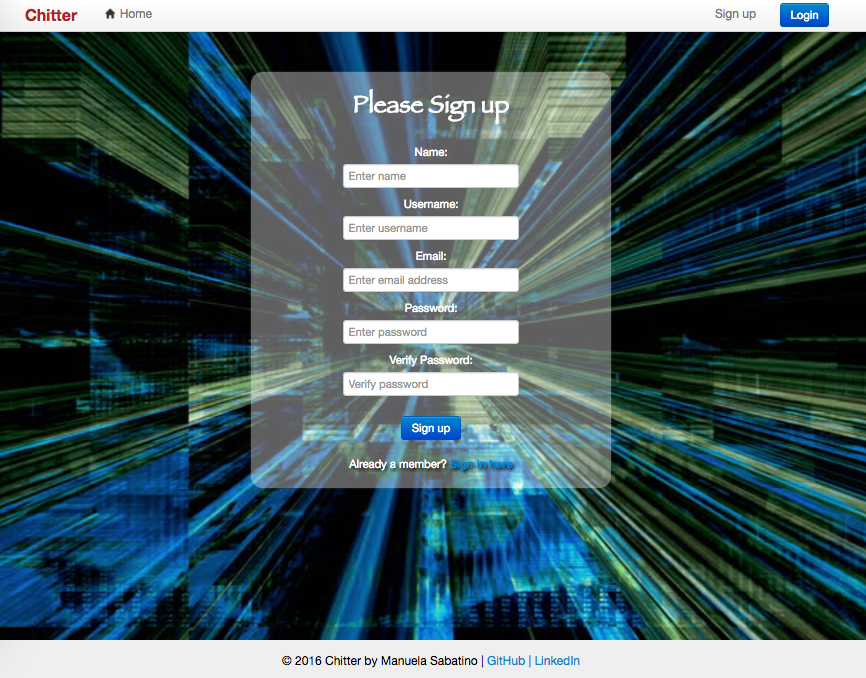 Chitter Home Sign up Login
Please Sign up
Name:
Enter name
Username:
Enter username
Email:
Enter email address
Password:
Enter password
Verify Password:
Verify password
Sign up
Already a member? Sign in here
© 2016 Chitter by Manuela Sabatino | GitHub | LinkedIn